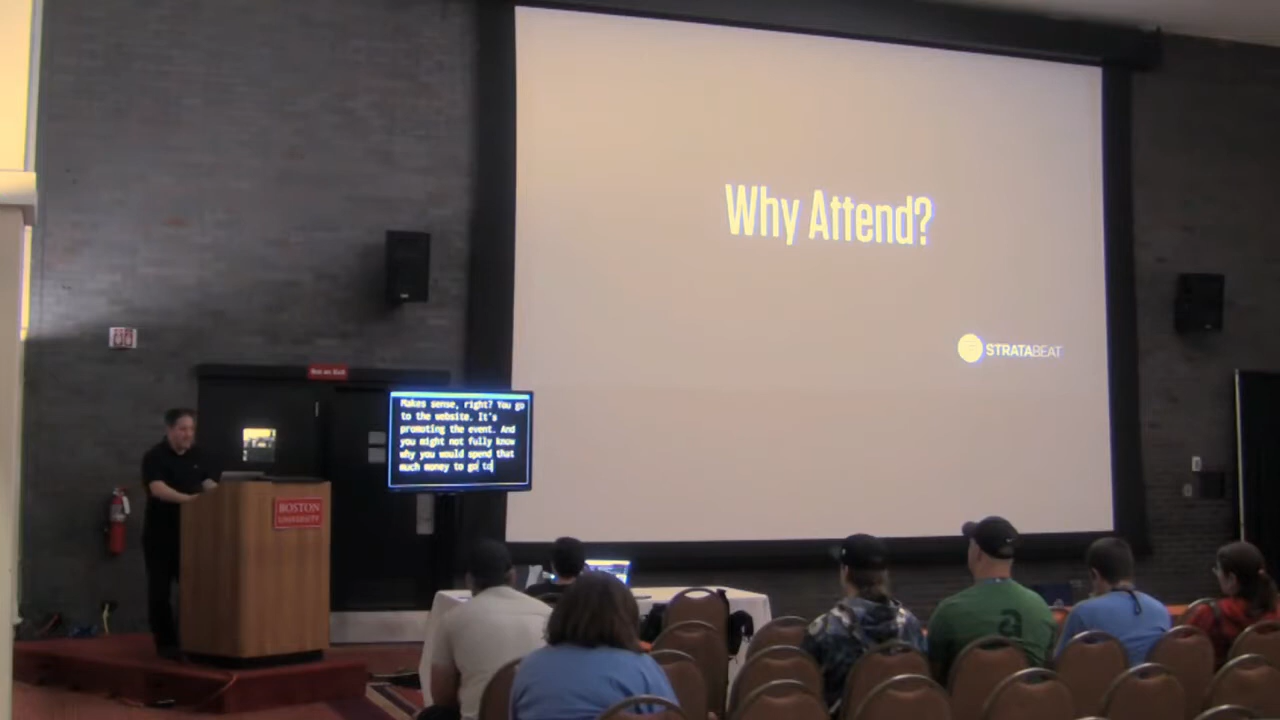 Why Attend?
STRATABEAT
Makes sense, right? You go
to the website. It's
promoting the event. And
you might not fully know
why you would spend that
much money to go to
BOSTON
UNIVERSITY